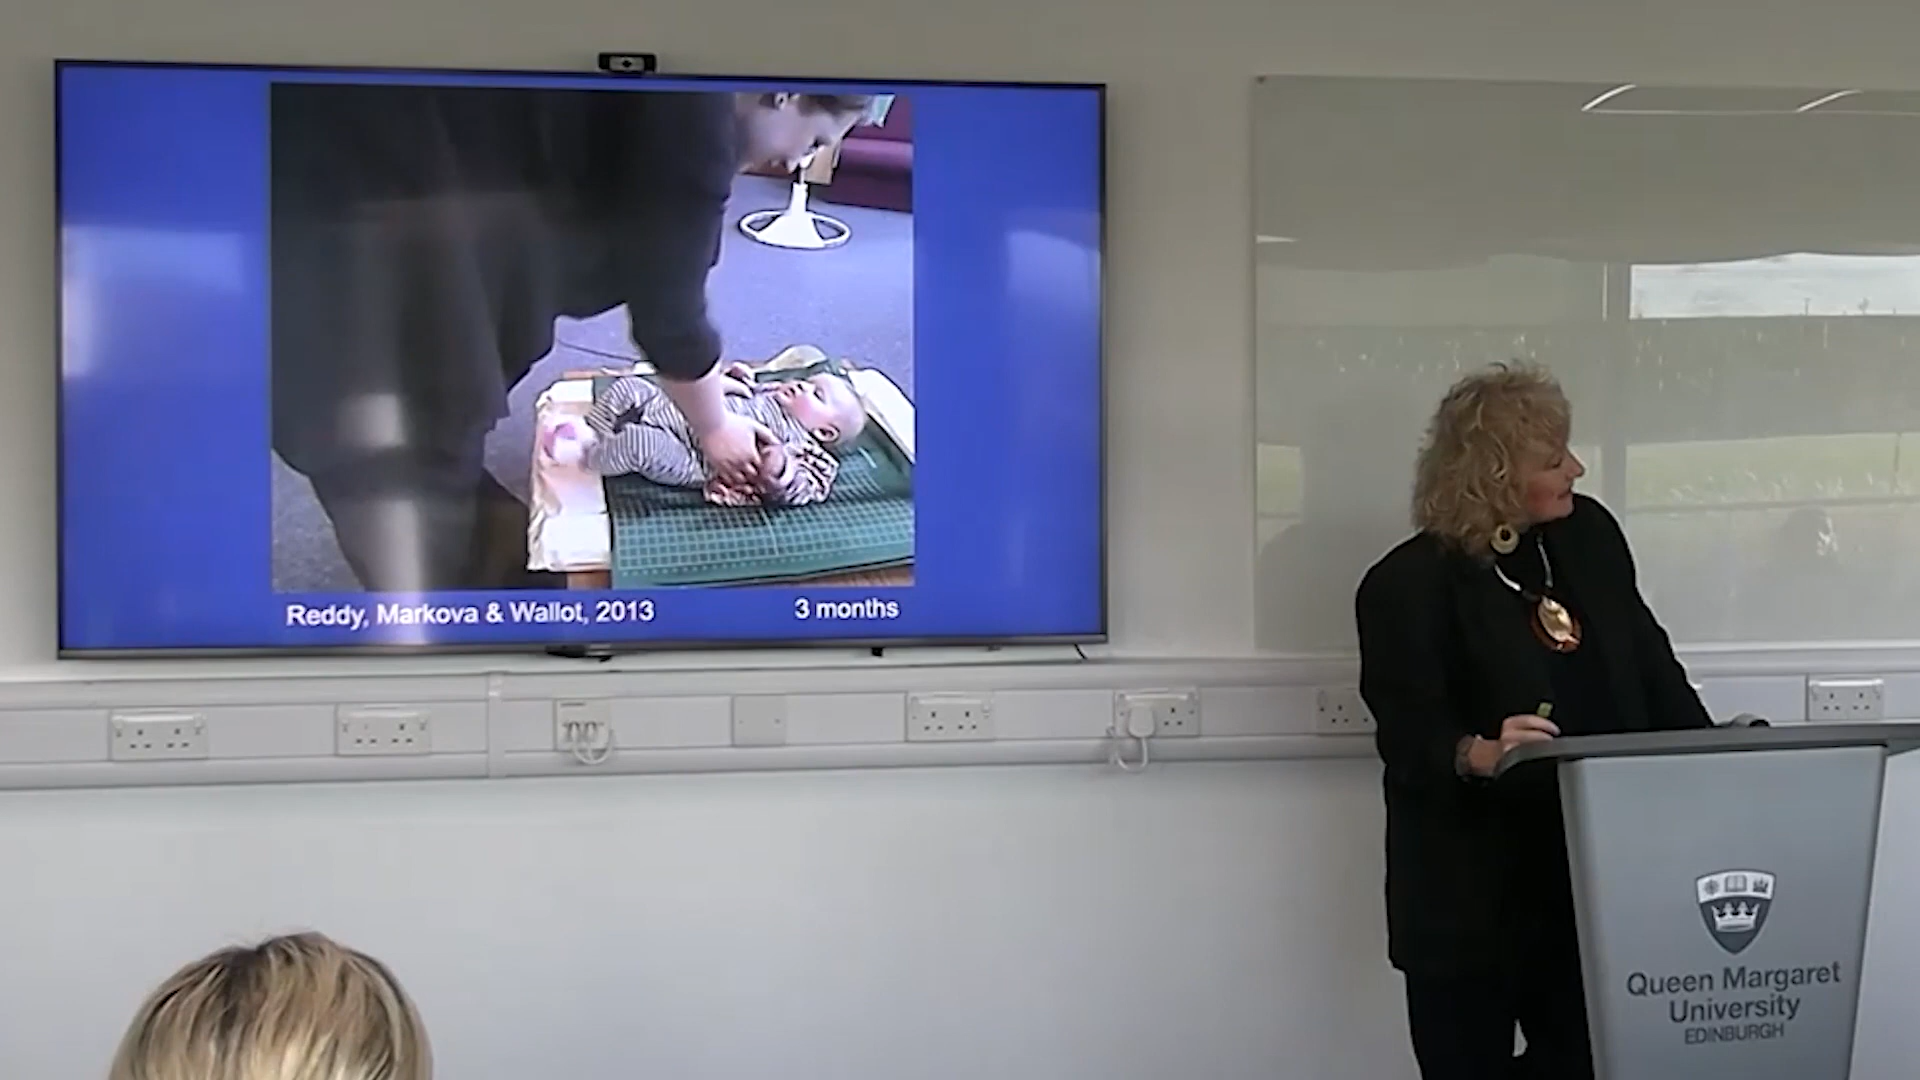 Reddy, Markova & Wallot, 2013
3 months
Queen Margaret
University
EDINBURGH